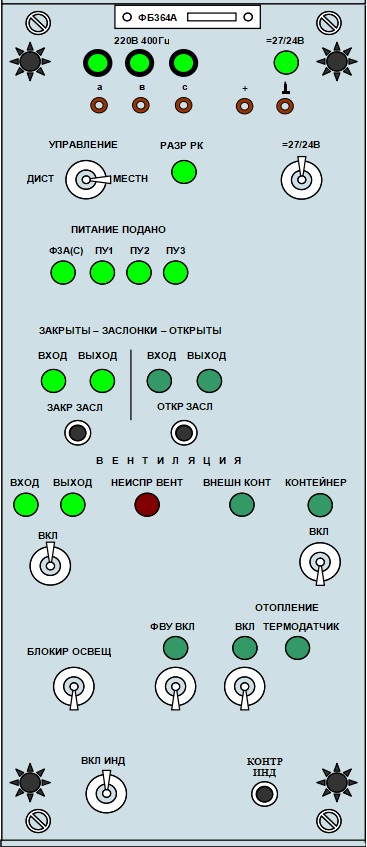 ФБ364А
220В 400Гц =27/24В
а в с +
УПРАВЛЕНИЕ РАЗР РК =27/24В
ДИСТ МЕСТН
ПИТАНИЕ ПОДАНО
ФЗА(С) ПУ1 ПУ2 ПУ3
ЗАКРЫТЫ – ЗАСЛОНКИ – ОТКРЫТЫ
ВХОД ВЫХОД ВХОД ВЫХОД
ЗАКР ЗАСЛ ОТКР ЗАСЛ
В Е Н Т И Л Я Ц И Я
ВХОД ВЫХОД НЕИСПР ВЕНТ ВНЕШН КОНТ КОНТЕЙНЕР
ВКЛ ВКЛ
ОТОПЛЕНИЕ
ФВУ ВКЛ ВКЛ ТЕРМОДАТЧИК
БЛОКИР ОСВЕЩ
ВКЛ ИНД КОНТР
ИНД